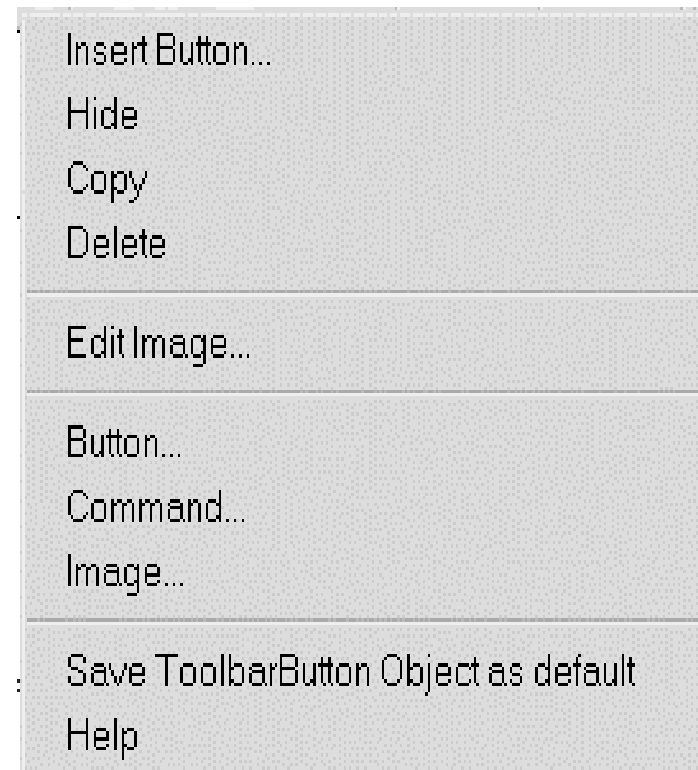 Insert Button...
Hide
Copy
Delete
Edit Image...
Button...
Command...
Image...
Save ToolbarButton Object as default
Help